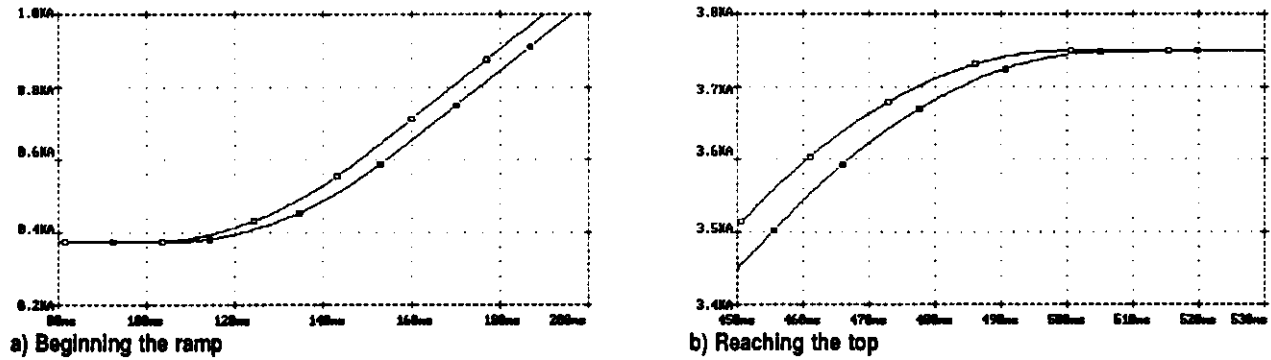 1.0KA
0.8KA
0.6KA
0.4KA
0.2KA
80ms 100ms 120ms 140ms 160ms 180ms 200ms
a) Beginning the ramp
3.8KA
3.7KA
3.6KA
3.5KA
3.4KA
450ms 460ms 470ms 480ms 490ms 500ms 510ms 520ms 530ms
b) Reaching the top